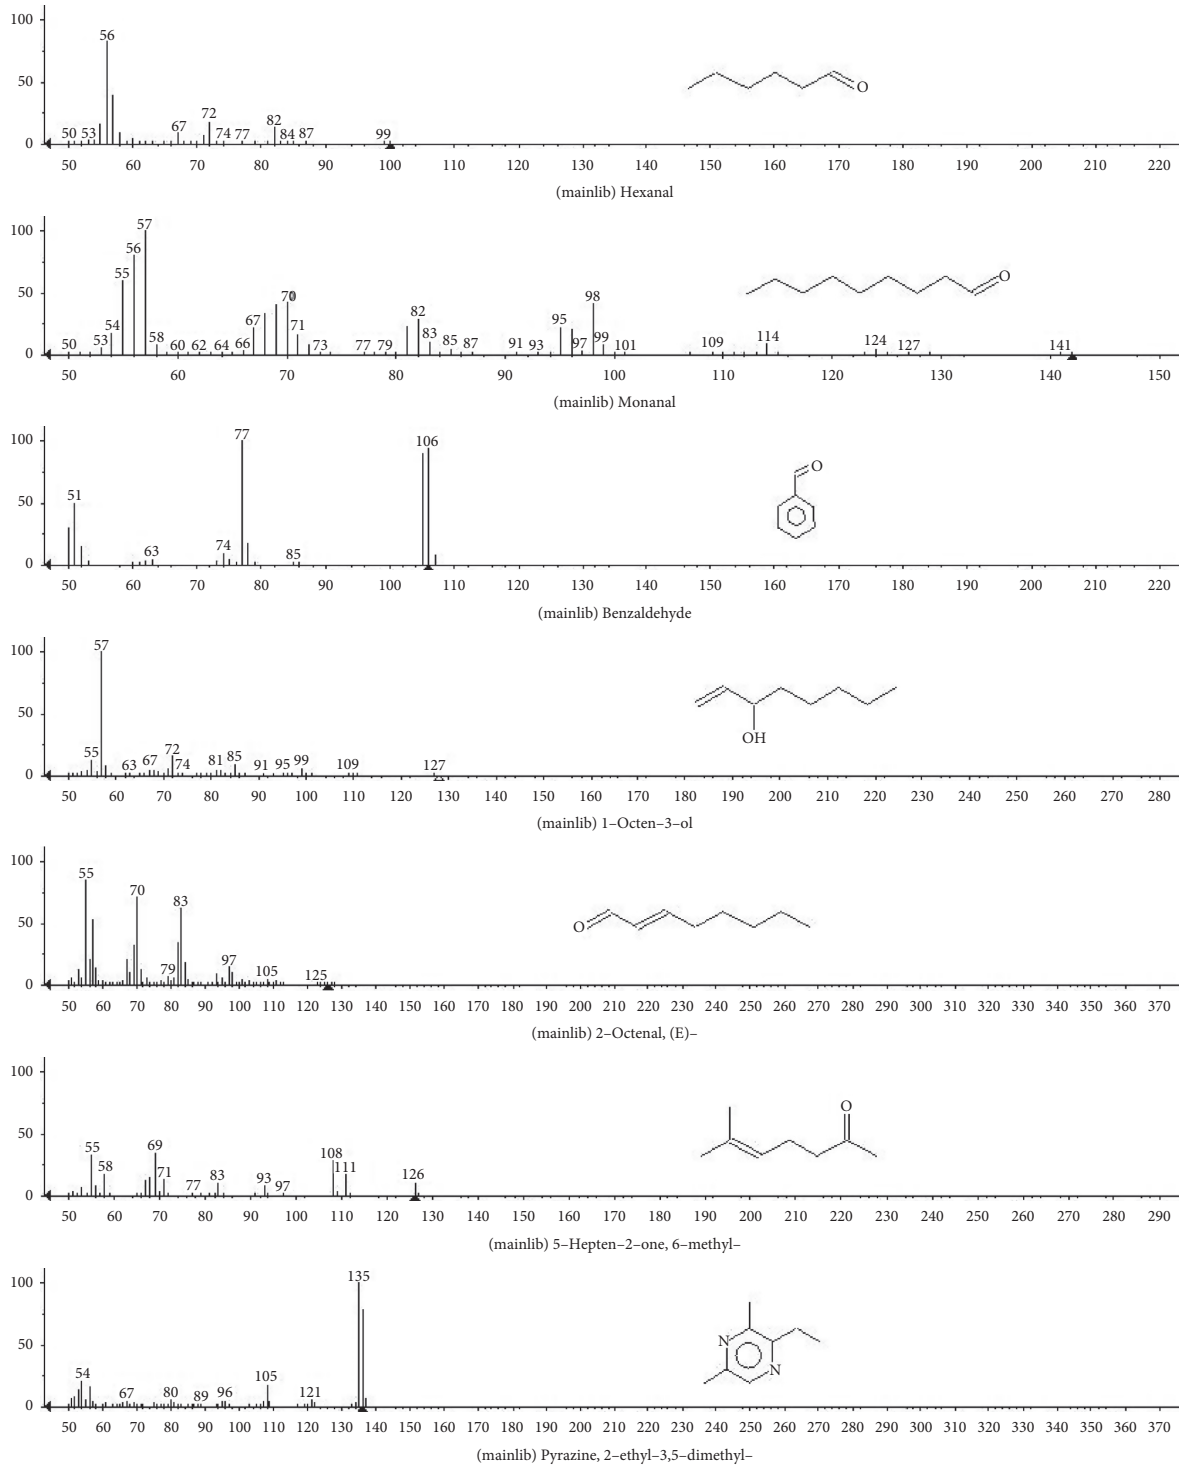 100
56
50
50 53 67 72 74 77 82 84 87 99
O
0
50 60 70 80 90 100 110 120 130 140 150 160 170 180 190 200 210 220
(mainlib) Hexanal
100
57
56
55
50
50 53 54 58 60 62 64 66 67 70 71 73 77 79 82 83 85 87 91 93 95 97 98 99 101 109 114 124 127 141
O
0
50 60 70 80 90 100 110 120 130 140 150
(mainlib) Monanal
100
77
106
50
51 63 74 85
O
0
50 60 70 80 90 100 110 120 130 140 150 160 170 180 190 200 210 220
(mainlib) Benzaldehyde
100
57
50
55 63 67 72 74 81 85 91 95 99 109 127
OH
0
50 60 70 80 90 100 110 120 130 140 150 160 170 180 190 200 210 220 230 240 250 260 270 280
(mainlib) 1–Octen–3–ol
100
55 70 83
50
79 97 105 125
O
0
50 60 70 80 90 100 110 120 130 140 150 160 170 180 190 200 210 220 230 240 250 260 270 280 290 300 310 320 330 340 350 360 370
(mainlib) 2–Octenal, (E)–
100
O
50
55 58 69 71 77 83 93 97 108 111 126
0
50 60 70 80 90 100 110 120 130 140 150 160 170 180 190 200 210 220 230 240 250 260 270 280 290
(mainlib) 5–Hepten–2–one, 6–methyl–
100
135
N
N
50
54 67 80 89 96 105 121
0
50 60 70 80 90 100 110 120 130 140 150 160 170 180 190 200 210 220 230 240 250 260 270 280 290 300 310 320 330 340 350 360 370
(mainlib) Pyrazine, 2–ethyl–3,5–dimethyl–